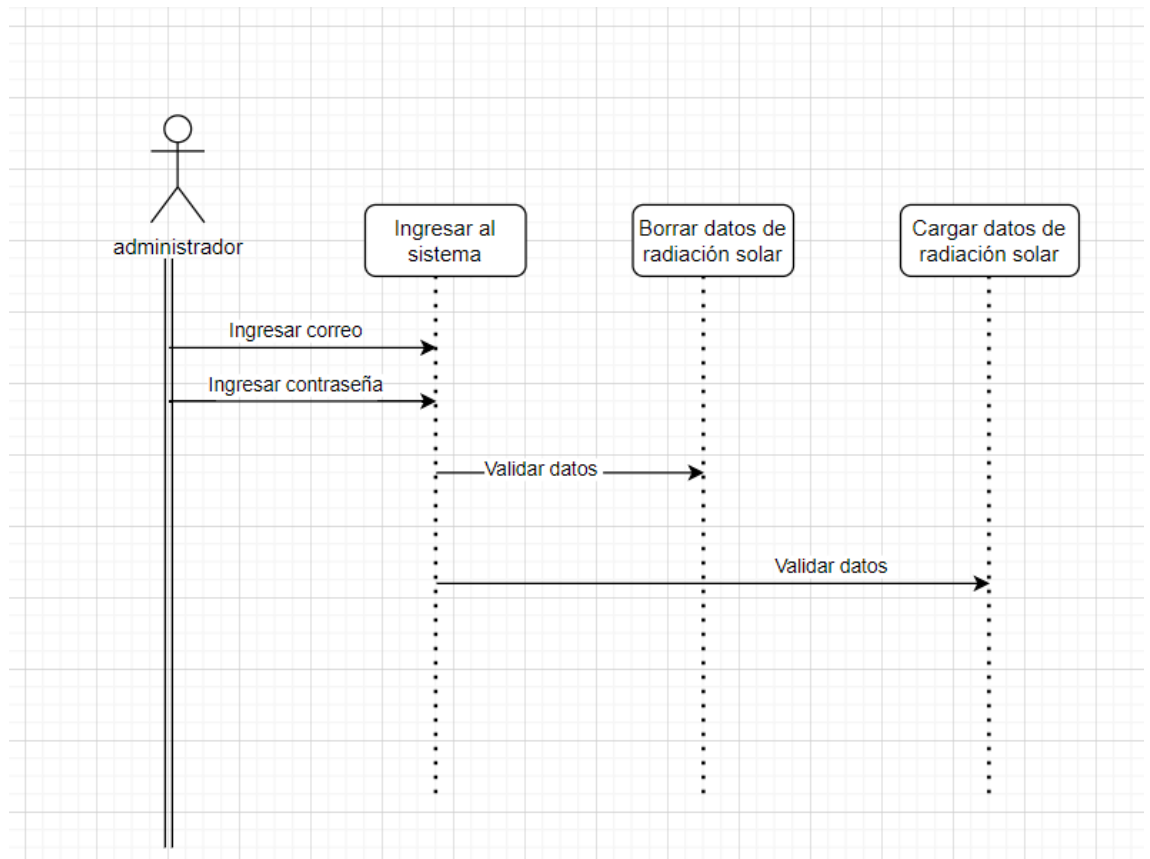 administrador
Ingresar al
sistema
Borrar datos de
radiación solar
Cargar datos de
radiación solar
Ingresar correo
Ingresar contraseña
Validar datos
Validar datos